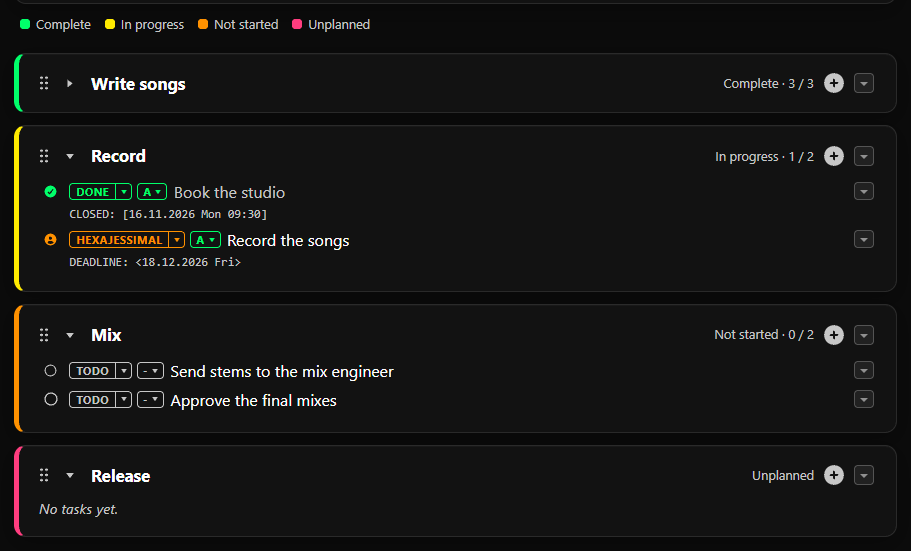 Complete In progress Not started Unplanned
Write songs Complete · 3 / 3
Record In progress · 1 / 2
DONE A Book the studio
CLOSED: [16.11.2026 Mon 09:30]
HEXAJESSIMAL A Record the songs
DEADLINE: <18.12.2026 Fri>
Mix Not started · 0 / 2
TODO - Send stems to the mix engineer
TODO - Approve the final mixes
Release Unplanned
No tasks yet.